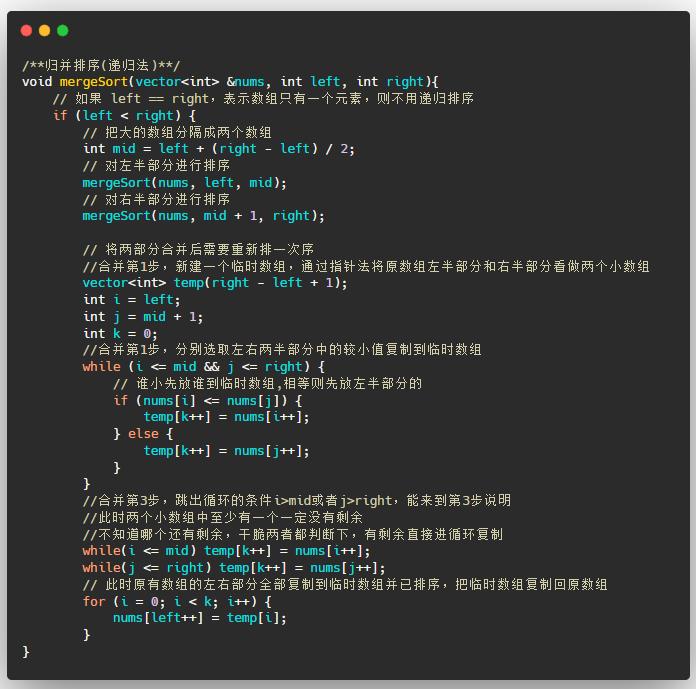 /**归并排序(递归法)**/
void mergeSort(vector<int> &nums, int left, int right){
    // 如果 left == right，表示数组只有一个元素，则不用递归排序
    if (left < right) {
        // 把大的数组分隔成两个数组
        int mid = left + (right - left) / 2;
        // 对左半部分进行排序
        mergeSort(nums, left, mid);
        // 对右半部分进行排序
        mergeSort(nums, mid + 1, right);

        // 将两部分合并后需要重新排一次序
        //合并第1步，新建一个临时数组，通过指针法将原数组左半部分和右半部分看做两个小数组
        vector<int> temp(right - left + 1);
        int i = left;
        int j = mid + 1;
        int k = 0;
        //合并第1步，分别选取左右两半部分中的较小值复制到临时数组
        while (i <= mid && j <= right) {
            // 谁小先放谁到临时数组,相等则先放左半部分的
            if (nums[i] <= nums[j]) {
                temp[k++] = nums[i++];
            } else {
                temp[k++] = nums[j++];
            }
        }
        //合并第3步，跳出循环的条件i>mid或者j>right，能来到第3步说明
        //此时两个小数组中至少有一个一定没有剩余
        //不知道哪个还有剩余，干脆两者都判断下，有剩余直接进循环复制
        while(i <= mid) temp[k++] = nums[i++];
        while(j <= right) temp[k++] = nums[j++];
        // 此时原有数组的左右部分全部复制到临时数组并已排序，把临时数组复制回原数组
        for (i = 0; i < k; i++) {
            nums[left++] = temp[i];
        }
}